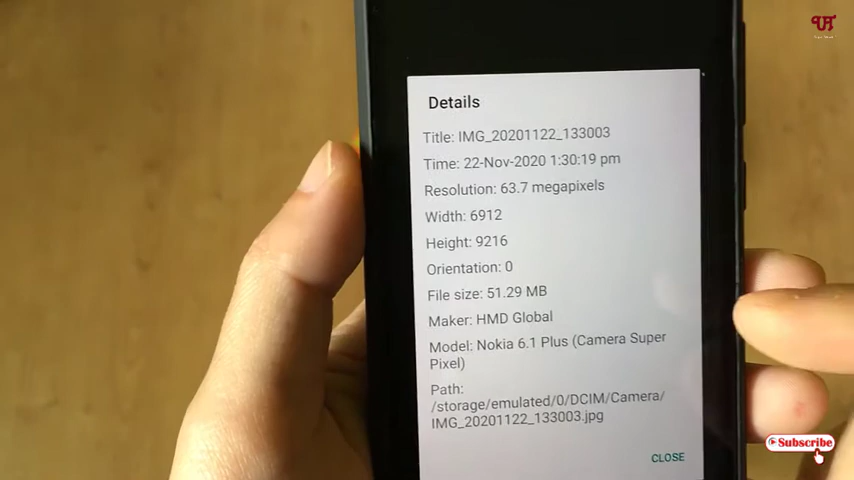 Details
Title: IMG_20201122_133003
Time: 22-Nov-2020 1:30:19 pm
Resolution: 63.7 megapixels
Width: 6912
Height: 9216
Orientation: 0
File size: 51.29 MB
Maker: HMD Global
Model: Nokia 6.1 Plus (Camera Super
Pixel)
Path:
/storage/emulated/0/DCIM/Camera/
IMG_20201122_133003.jpg
CLOSE
Subscribe